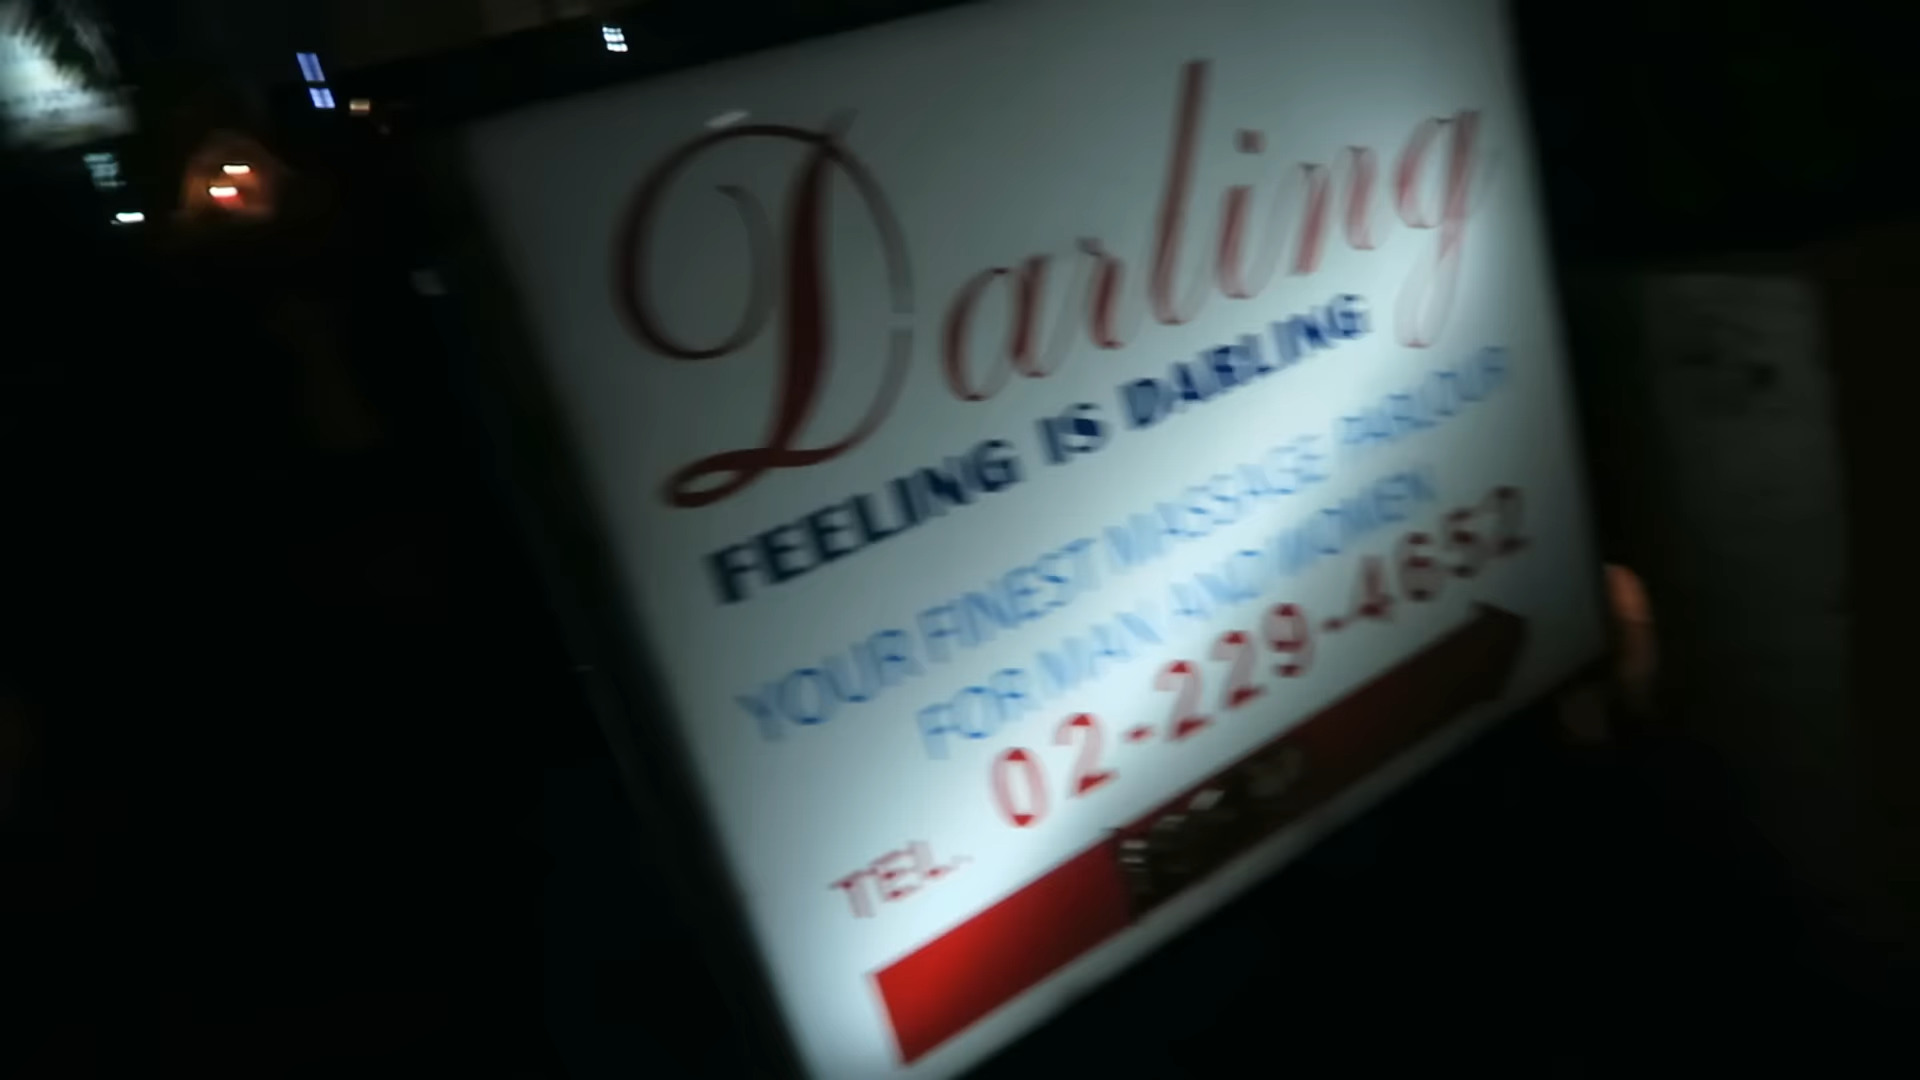 Darling
FEELING IS DARLING
YOUR FINEST MASSAGE PARLOUR
FOR MAN AND WOMEN
TEL. 02-229-4652